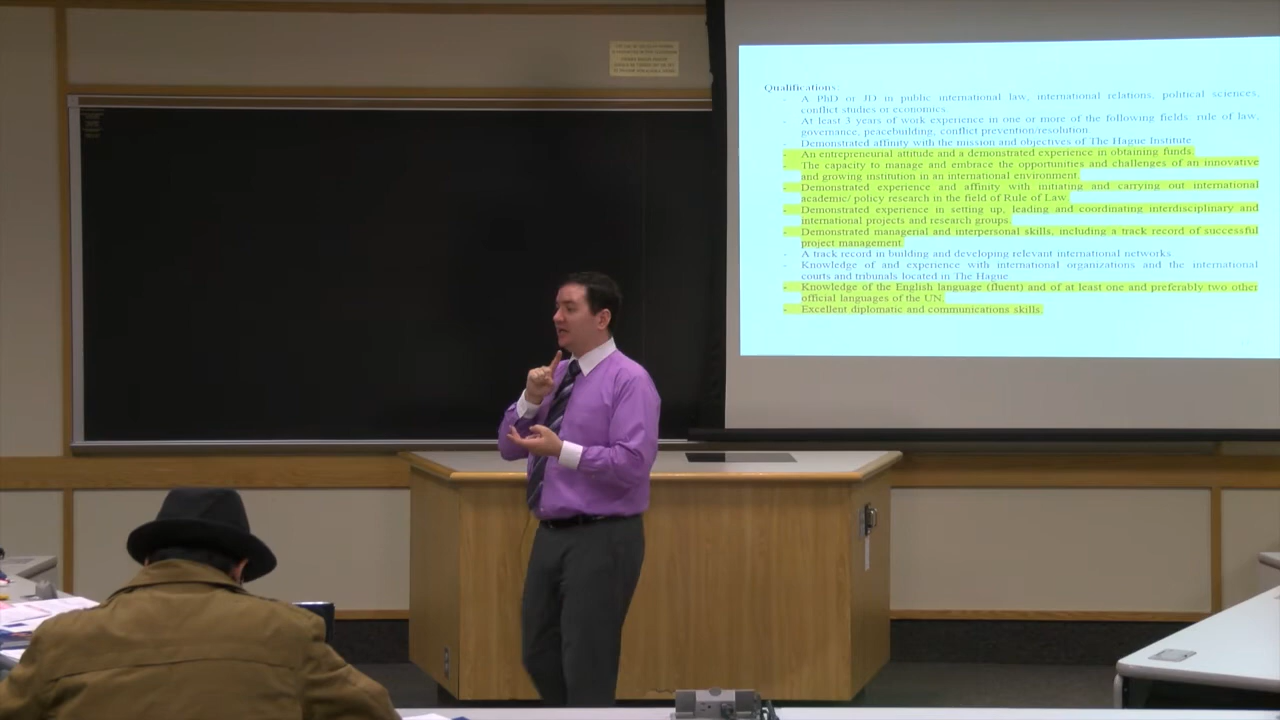 Qualifications
- A PhD or JD in public international law, international relations, political sciences,
conflict studies or economics
- At least 3 years of work experience in one or more of the following fields: rule of law,
governance, peacebuilding, conflict prevention/resolution
- Demonstrated affinity with the mission and objectives of The Hague Institute
- An entrepreneurial attitude and a demonstrated experience in obtaining funds.
- The capacity to manage and embrace the opportunities and challenges of an innovative
and growing institution in an international environment.
- Demonstrated experience and affinity with initiating and carrying out international
academic/ policy research in the field of Rule of Law.
- Demonstrated experience in setting up, leading and coordinating interdisciplinary and
international projects and research groups.
- Demonstrated managerial and interpersonal skills, including a track record of successful
project management.
- A track record in building and developing relevant international networks
- Knowledge of and experience with international organizations and the international
courts and tribunals located in The Hague
- Knowledge of the English language (fluent) and of at least one and preferably two other
official languages of the UN.
- Excellent diplomatic and communications skills.